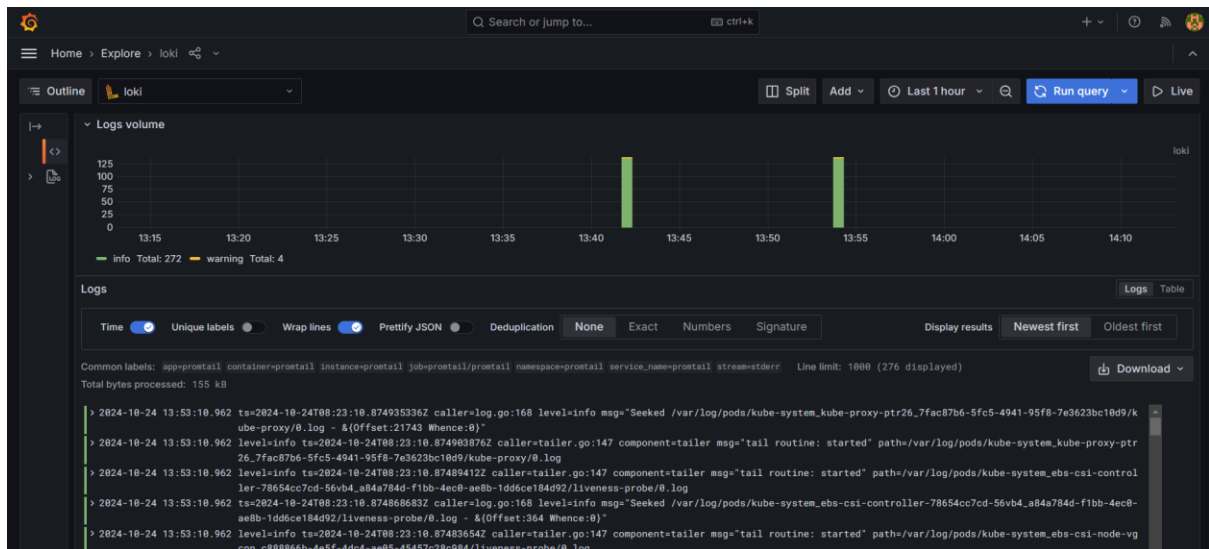 Search or jump to... ctrl+k
Home › Explore › loki
Outline loki Split Add Last 1 hour Run query Live
Logs volume
loki
125
100
75
50
25
0
13:15 13:20 13:25 13:30 13:35 13:40 13:45 13:50 13:55 14:00 14:05 14:10
info Total: 272 warning Total: 4
Logs Logs Table
Time Unique labels Wrap lines Prettify JSON Deduplication None Exact Numbers Signature Display results Newest first Oldest first
Common labels: app=promtail container=promtail instance=promtail job=promtail/promtail namespace=promtail service_name=promtail stream=stderr Line limit: 1000 (276 displayed) Download
Total bytes processed: 155 kB
> 2024-10-24 13:53:10.962 ts=2024-10-24T08:23:10.874935336Z caller=log.go:168 level=info msg="Seeked /var/log/pods/kube-system_kube-proxy-ptr26_7fac87b6-5fc5-4941-95f8-7e3623bc10d9/k
ube-proxy/0.log - &{Offset:21743 Whence:0}"
> 2024-10-24 13:53:10.962 level=info ts=2024-10-24T08:23:10.874903876Z caller=tailer.go:147 component=tailer msg="tail routine: started" path=/var/log/pods/kube-system_kube-proxy-ptr
26_7fac87b6-5fc5-4941-95f8-7e3623bc10d9/kube-proxy/0.log
> 2024-10-24 13:53:10.962 level=info ts=2024-10-24T08:23:10.87489412Z caller=tailer.go:147 component=tailer msg="tail routine: started" path=/var/log/pods/kube-system_ebs-csi-control
ler-78654cc7cd-56vb4_a84a784d-f1bb-4ec0-ae8b-1dd6ce184d92/liveness-probe/0.log
> 2024-10-24 13:53:10.962 ts=2024-10-24T08:23:10.874868683Z caller=log.go:168 level=info msg="Seeked /var/log/pods/kube-system_ebs-csi-controller-78654cc7cd-56vb4_a84a784d-f1bb-4ec0-
ae8b-1dd6ce184d92/liveness-probe/0.log - &{Offset:364 Whence:0}"
> 2024-10-24 13:53:10.962 level=info ts=2024-10-24T08:23:10.87483654Z caller=tailer.go:147 component=tailer msg="tail routine: started" path=/var/log/pods/kube-system_ebs-csi-node-vg